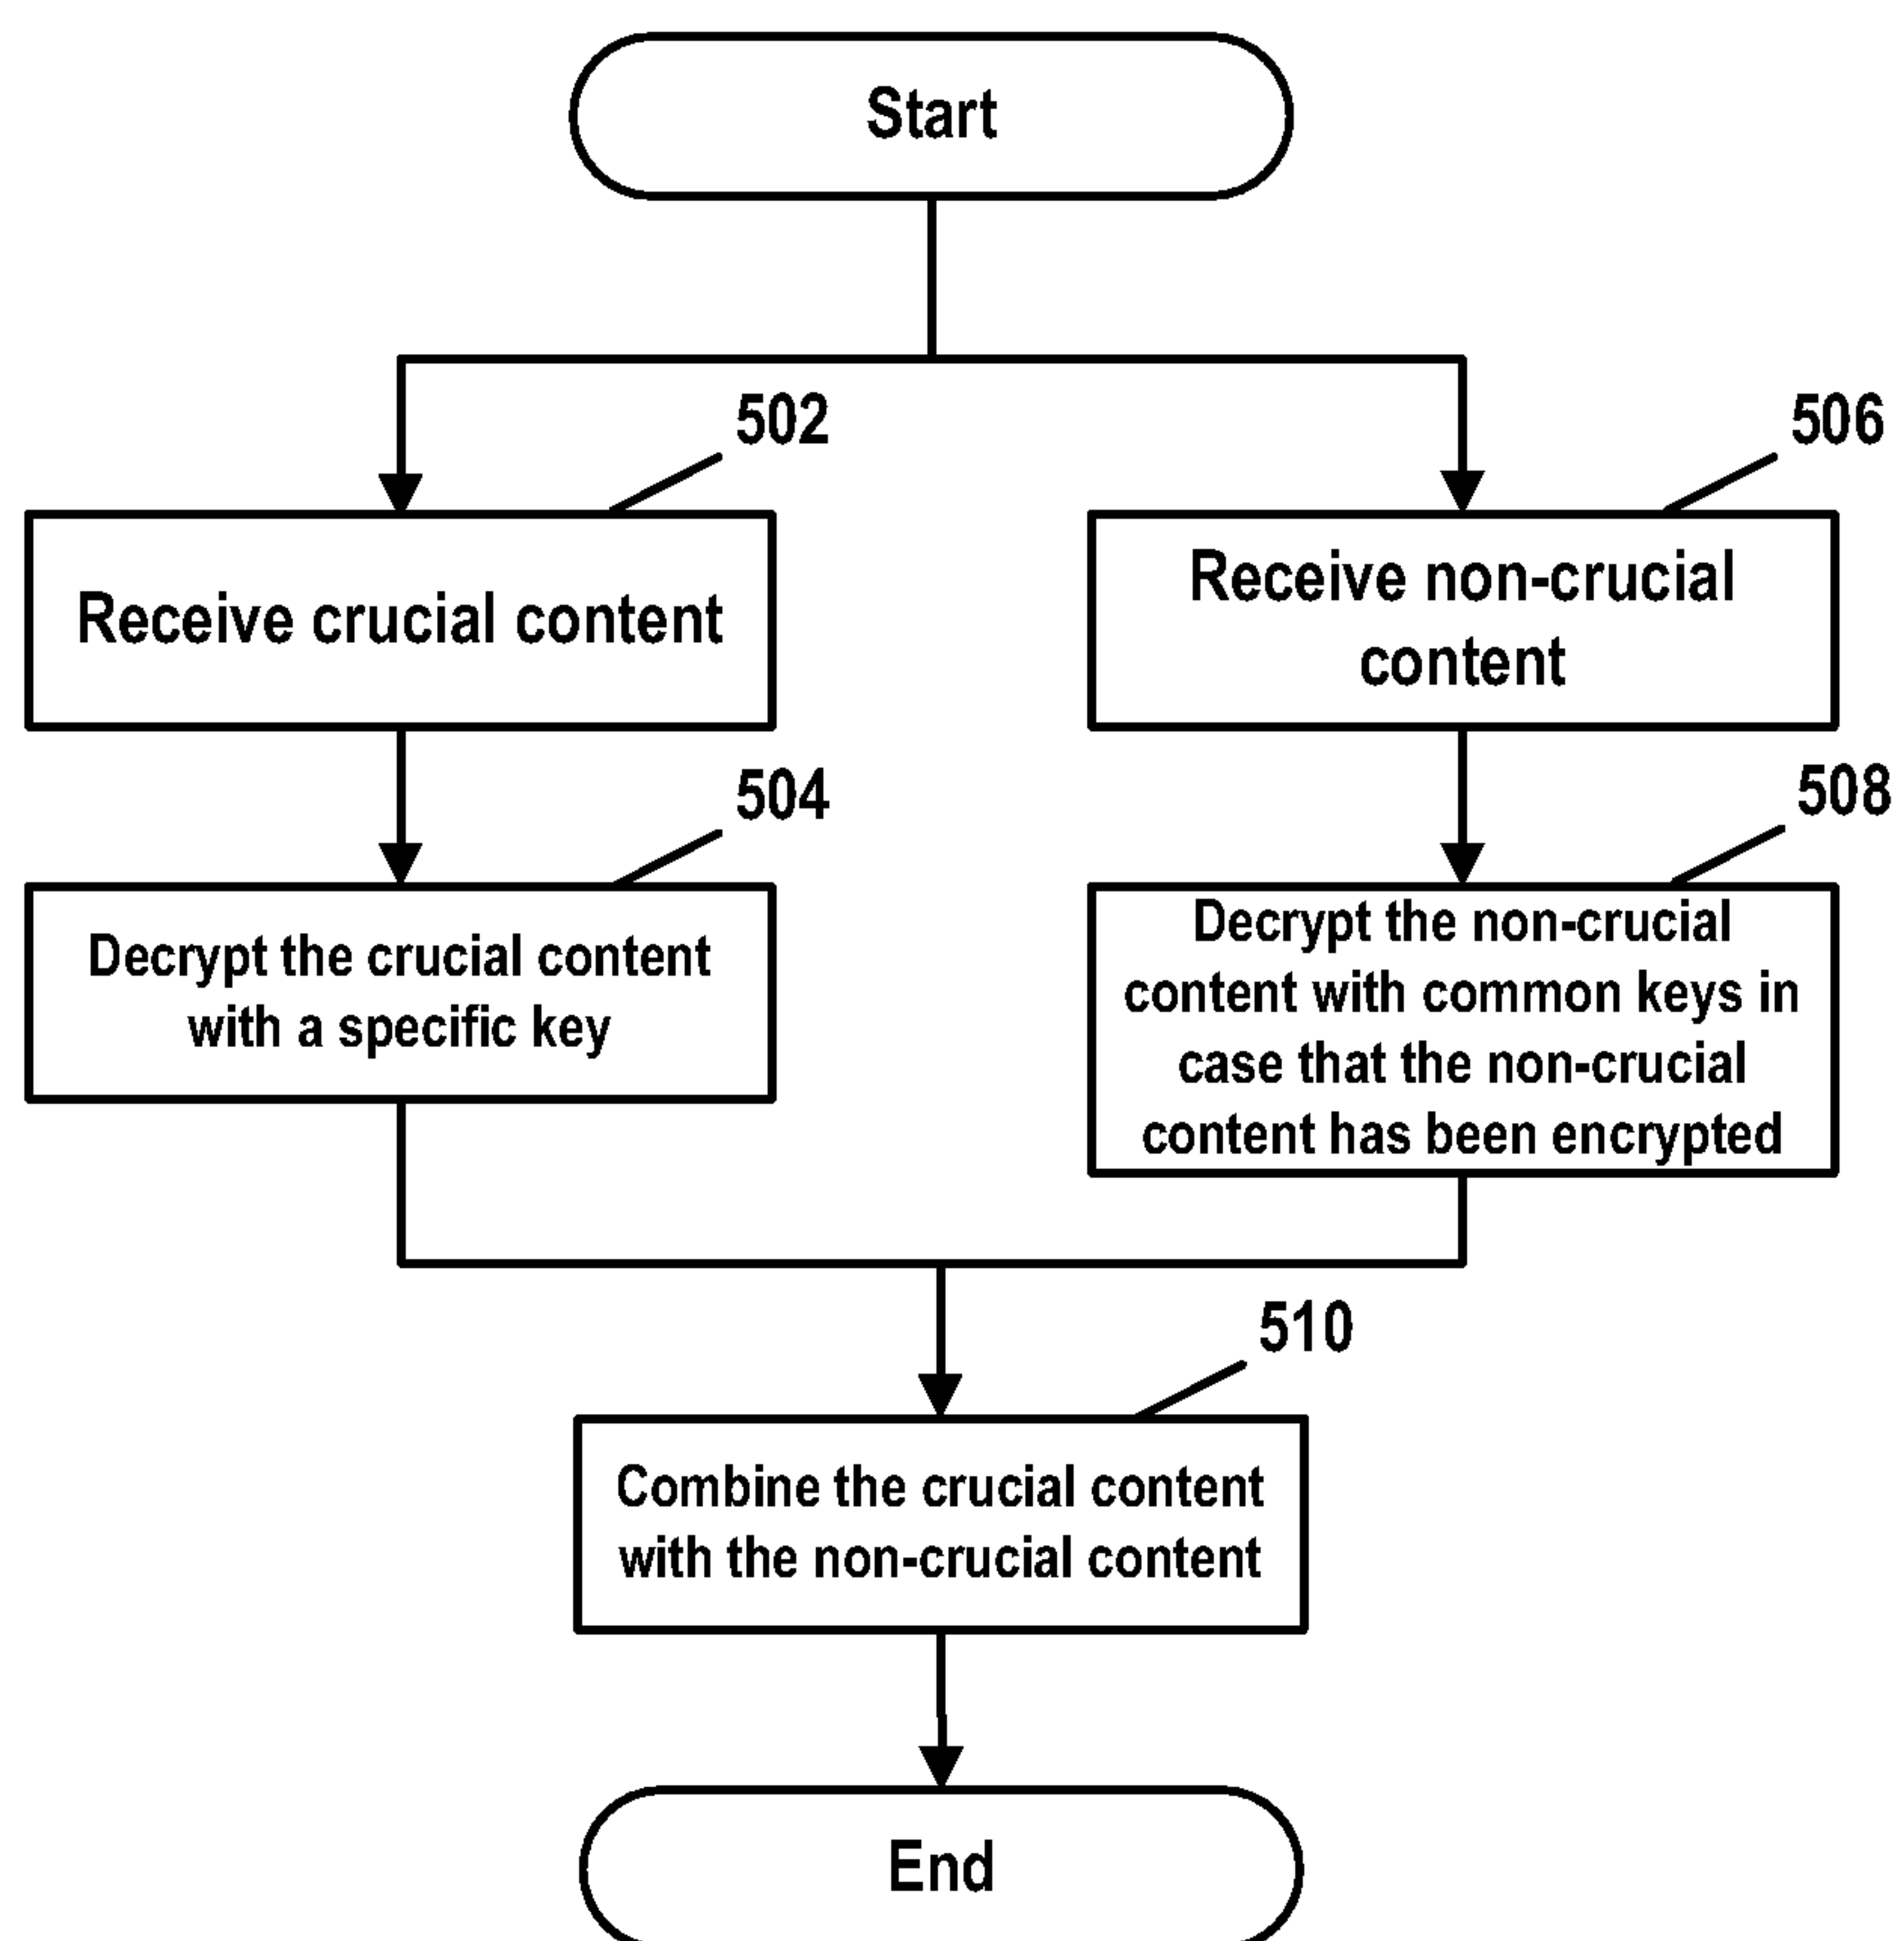 Start
502
Receive crucial content
504
Decrypt the crucial content
with a specific key
506
Receive non-crucial
content
508
Decrypt the non-crucial
content with common keys in
case that the non-crucial
content has been encrypted
510
Combine the crucial content
with the non-crucial content
End